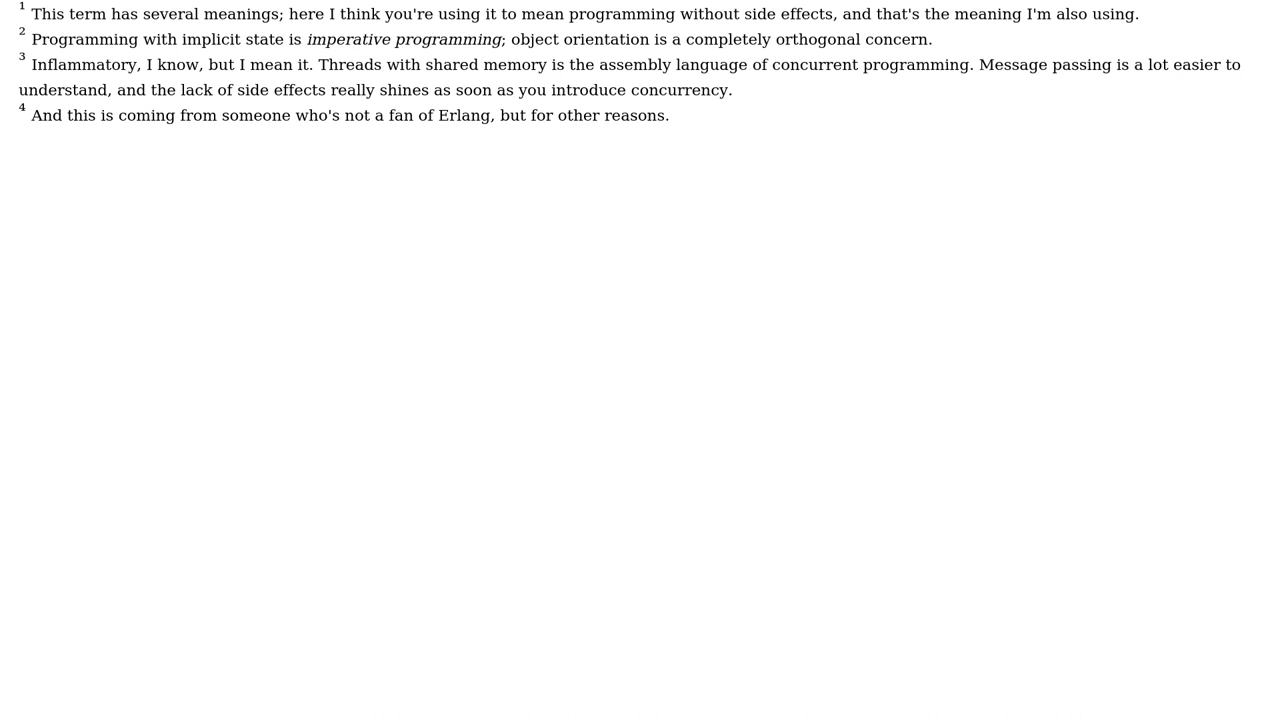 1 This term has several meanings; here I think you're using it to mean programming without side effects, and that's the meaning I'm also using.
2 Programming with implicit state is imperative programming; object orientation is a completely orthogonal concern.
3 Inflammatory, I know, but I mean it. Threads with shared memory is the assembly language of concurrent programming. Message passing is a lot easier to
understand, and the lack of side effects really shines as soon as you introduce concurrency.
4 And this is coming from someone who's not a fan of Erlang, but for other reasons.